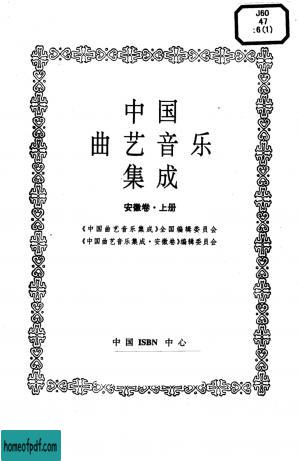 J60
47
:6(1)
中国
曲艺音乐
集成
安徽卷·上册
《中国曲艺音乐集成》全国编辑委员会
《中国曲艺音乐集成·安徽卷》编辑委员会
中国 ISBN 中心
homeofpdf.com